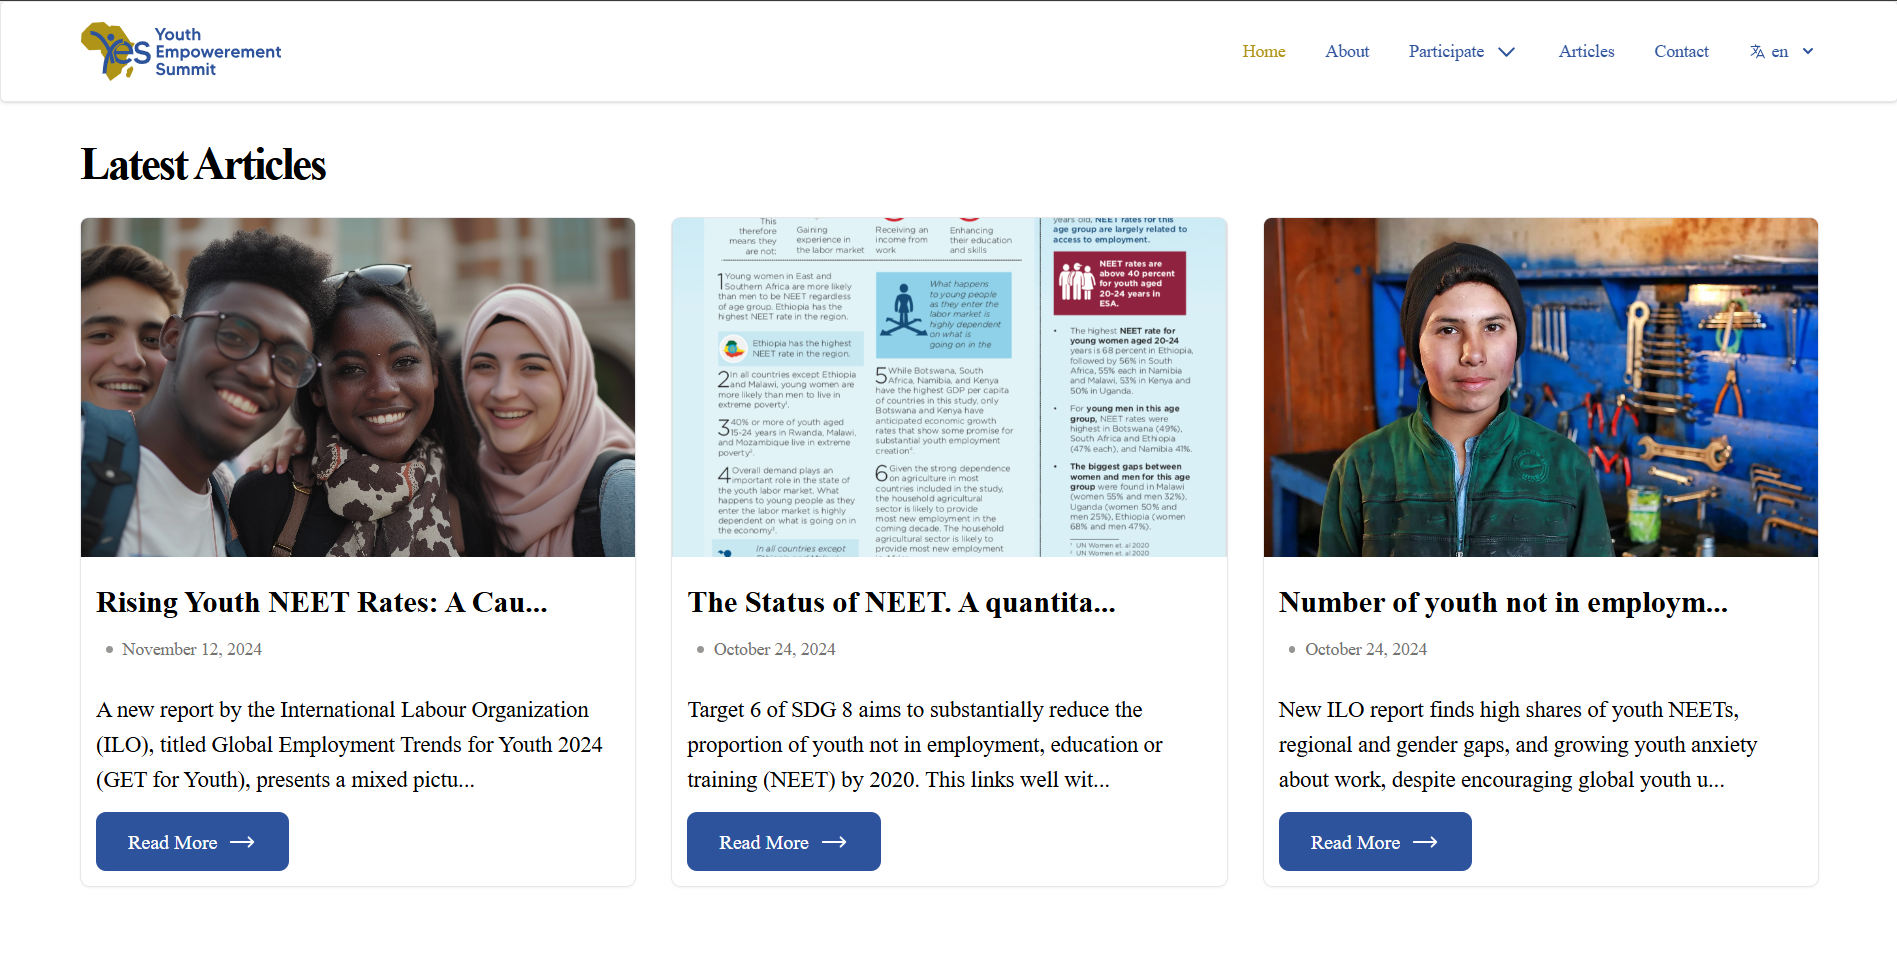 Yes
Youth
Empowerement
Summit
Home
About
Participate
Articles
Contact
en
Latest Articles
This
therefore
means they
are not:
Gaining
experience in
the labor market
Receiving an
income from
work
Enhancing
their education
and skills
1 Young women in East and
Southern Africa are more likely
than men to be NEET regardless
of age group. Ethiopia has the
highest NEET rate in the region.
Ethiopia has the highest
NEET rate in the region.
2 In all countries except Ethiopia
and Malawi, young women are
more likely than men to live in
extreme poverty¹.
3 40% or more of youth aged
15-24 years in Rwanda, Malawi,
and Mozambique live in extreme
poverty².
4 Overall demand plays an
important role in the state of
the youth labor market. What
happens to young people as they
enter the labor market is highly
dependent on what is going on in
the economy³.
In all countries except
What happens
to young people
as they enter the
labor market is
highly dependent
on what is
going on in the
5 While Botswana, South
Africa, Namibia, and Kenya
have the highest GDP per capita
of countries in this study, only
Botswana and Kenya have
anticipated economic growth
rates that show some promise for
substantial youth employment
creation⁴.
6 Given the strong dependence
on agriculture in most
countries included in the study,
the household agricultural
sector is likely to provide
most new employment in the
coming decade. The household
agricultural sector is likely to
provide most new employment
years old, NEET rates for this
age group are largely related to
access to employment.
NEET rates are
above 40 percent
for youth aged
20-24 years in
ESA.
• The highest NEET rate for
young women aged 20-24
years is 68 percent in Ethiopia,
followed by 56% in South
Africa, 55% each in Namibia
and Malawi, 53% in Kenya and
50% in Uganda.
• For young men in this age
group, NEET rates were
highest in Botswana (49%),
South Africa and Ethiopia
(47% each), and Namibia 41%.
• The biggest gaps between
women and men for this age
group were found in Malawi
(women 55% and men 32%),
Uganda (women 50% and
men 25%), Ethiopia (women
68% and men 47%).
¹ UN Women et. al 2020
² UN Women et. al 2020
Rising Youth NEET Rates: A Cau...
• November 12, 2024
A new report by the International Labour Organization
(ILO), titled Global Employment Trends for Youth 2024
(GET for Youth), presents a mixed pictu...
Read More
The Status of NEET. A quantita...
• October 24, 2024
Target 6 of SDG 8 aims to substantially reduce the
proportion of youth not in employment, education or
training (NEET) by 2020. This links well wit...
Read More
Number of youth not in employm...
• October 24, 2024
New ILO report finds high shares of youth NEETs,
regional and gender gaps, and growing youth anxiety
about work, despite encouraging global youth u...
Read More